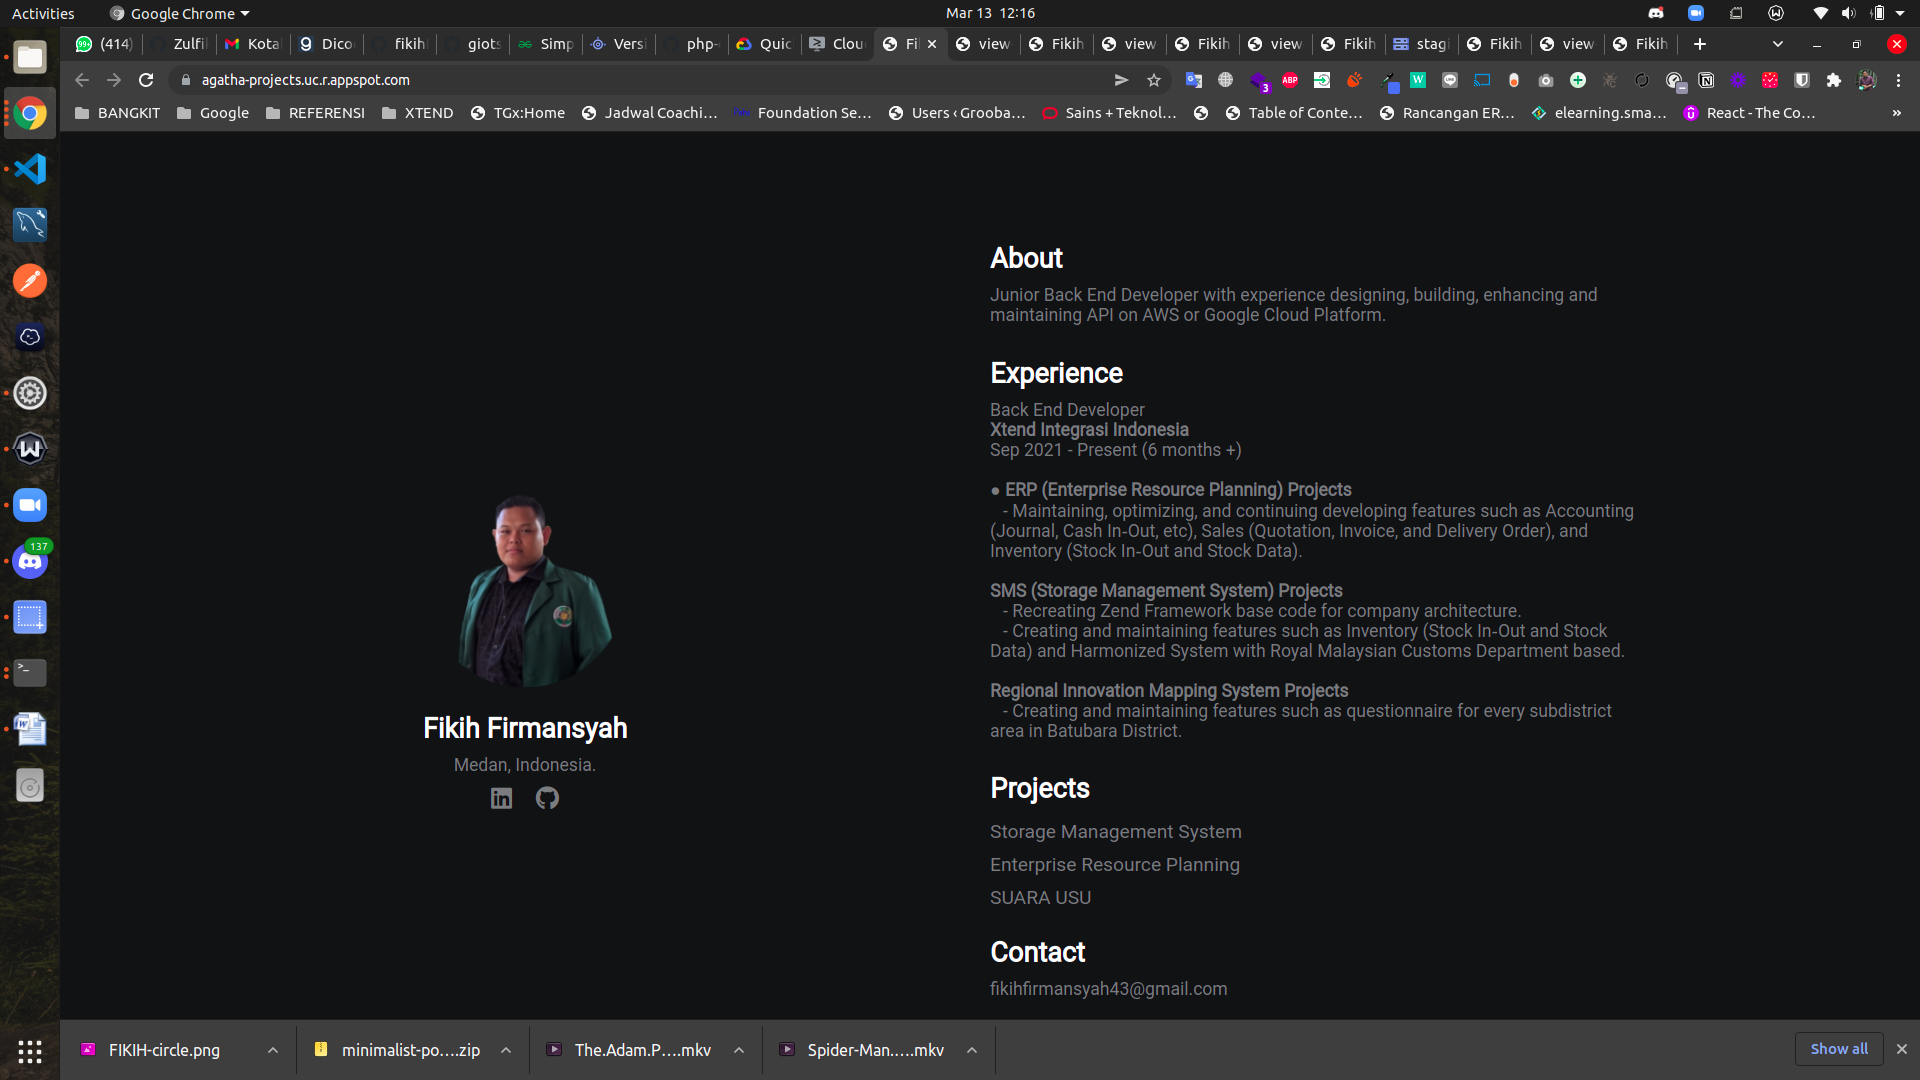 Activities
Google Chrome
Mar 13 12:16
(414)
Zulfil
Kotal
Dico
fikihi
giots
Simp
Versi
php-
Quic
Clou
Fi
view
Fikih
view
Fikih
view
Fikih
stagi
Fikih
view
Fikih
agatha-projects.uc.r.appspot.com
3
ABP
BANGKIT
Google
REFERENSI
XTEND
TGx:Home
Jadwal Coachi...
Foundation Se...
Users ‹ Grooba...
Sains + Teknol...
Table of Conte...
Rancangan ER...
elearning.sma...
React - The Co...
137
Fikih Firmansyah
Medan, Indonesia.
About
Junior Back End Developer with experience designing, building, enhancing and
maintaining API on AWS or Google Cloud Platform.
Experience
Back End Developer
Xtend Integrasi Indonesia
Sep 2021 - Present (6 months +)
● ERP (Enterprise Resource Planning) Projects
- Maintaining, optimizing, and continuing developing features such as Accounting
(Journal, Cash In-Out, etc), Sales (Quotation, Invoice, and Delivery Order), and
Inventory (Stock In-Out and Stock Data).
SMS (Storage Management System) Projects
- Recreating Zend Framework base code for company architecture.
- Creating and maintaining features such as Inventory (Stock In-Out and Stock
Data) and Harmonized System with Royal Malaysian Customs Department based.
Regional Innovation Mapping System Projects
- Creating and maintaining features such as questionnaire for every subdistrict
area in Batubara District.
Projects
Storage Management System
Enterprise Resource Planning
SUARA USU
Contact
fikihfirmansyah43@gmail.com
FIKIH-circle.png
minimalist-po....zip
The.Adam.P....mkv
Spider-Man.....mkv
Show all